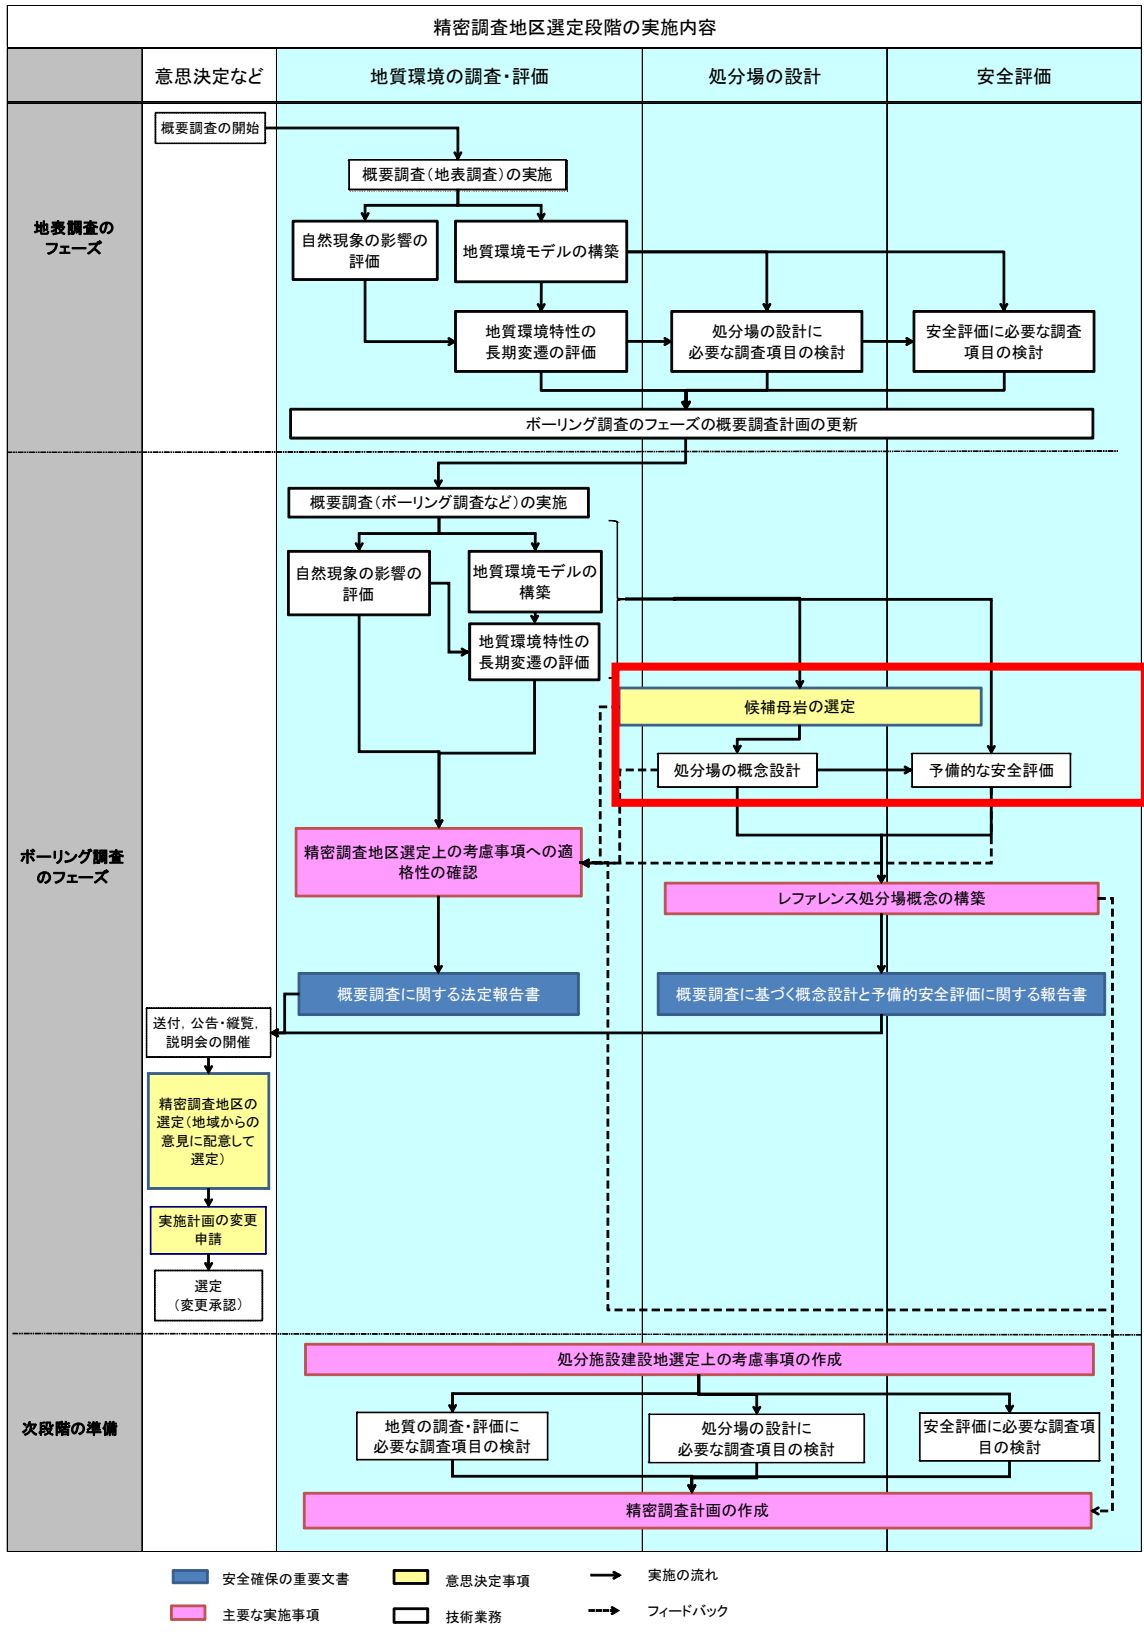 精密調査地区選定段階の実施内容
意思決定など
地質環境の調査・評価
処分場の設計
安全評価
地表調査の
フェーズ
概要調査の開始
概要調査（地表調査）の実施
自然現象の影響の
評価
地質環境モデルの構築
地質環境特性の
長期変遷の評価
処分場の設計に
必要な調査項目の検討
安全評価に必要な調査
項目の検討
ボーリング調査のフェーズの概要調査計画の更新
ボーリング調査
のフェーズ
概要調査（ボーリング調査など）の実施
自然現象の影響の
評価
地質環境モデルの
構築
地質環境特性の
長期変遷の評価
候補母岩の選定
処分場の概念設計
予備的な安全評価
精密調査地区選定上の考慮事項への適
格性の確認
レファレンス処分場概念の構築
概要調査に関する法定報告書
概要調査に基づく概念設計と予備的安全評価に関する報告書
送付，公告・縦覧，
説明会の開催
精密調査地区の
選定（地域からの
意見に配意して
選定）
実施計画の変更
申請
選定
（変更承認）
次段階の準備
処分施設建設地選定上の考慮事項の作成
地質の調査・評価に
必要な調査項目の検討
処分場の設計に
必要な調査項目の検討
安全評価に必要な調査項
目の検討
精密調査計画の作成
安全確保の重要文書
意思決定事項
実施の流れ
主要な実施事項
技術業務
フィードバック